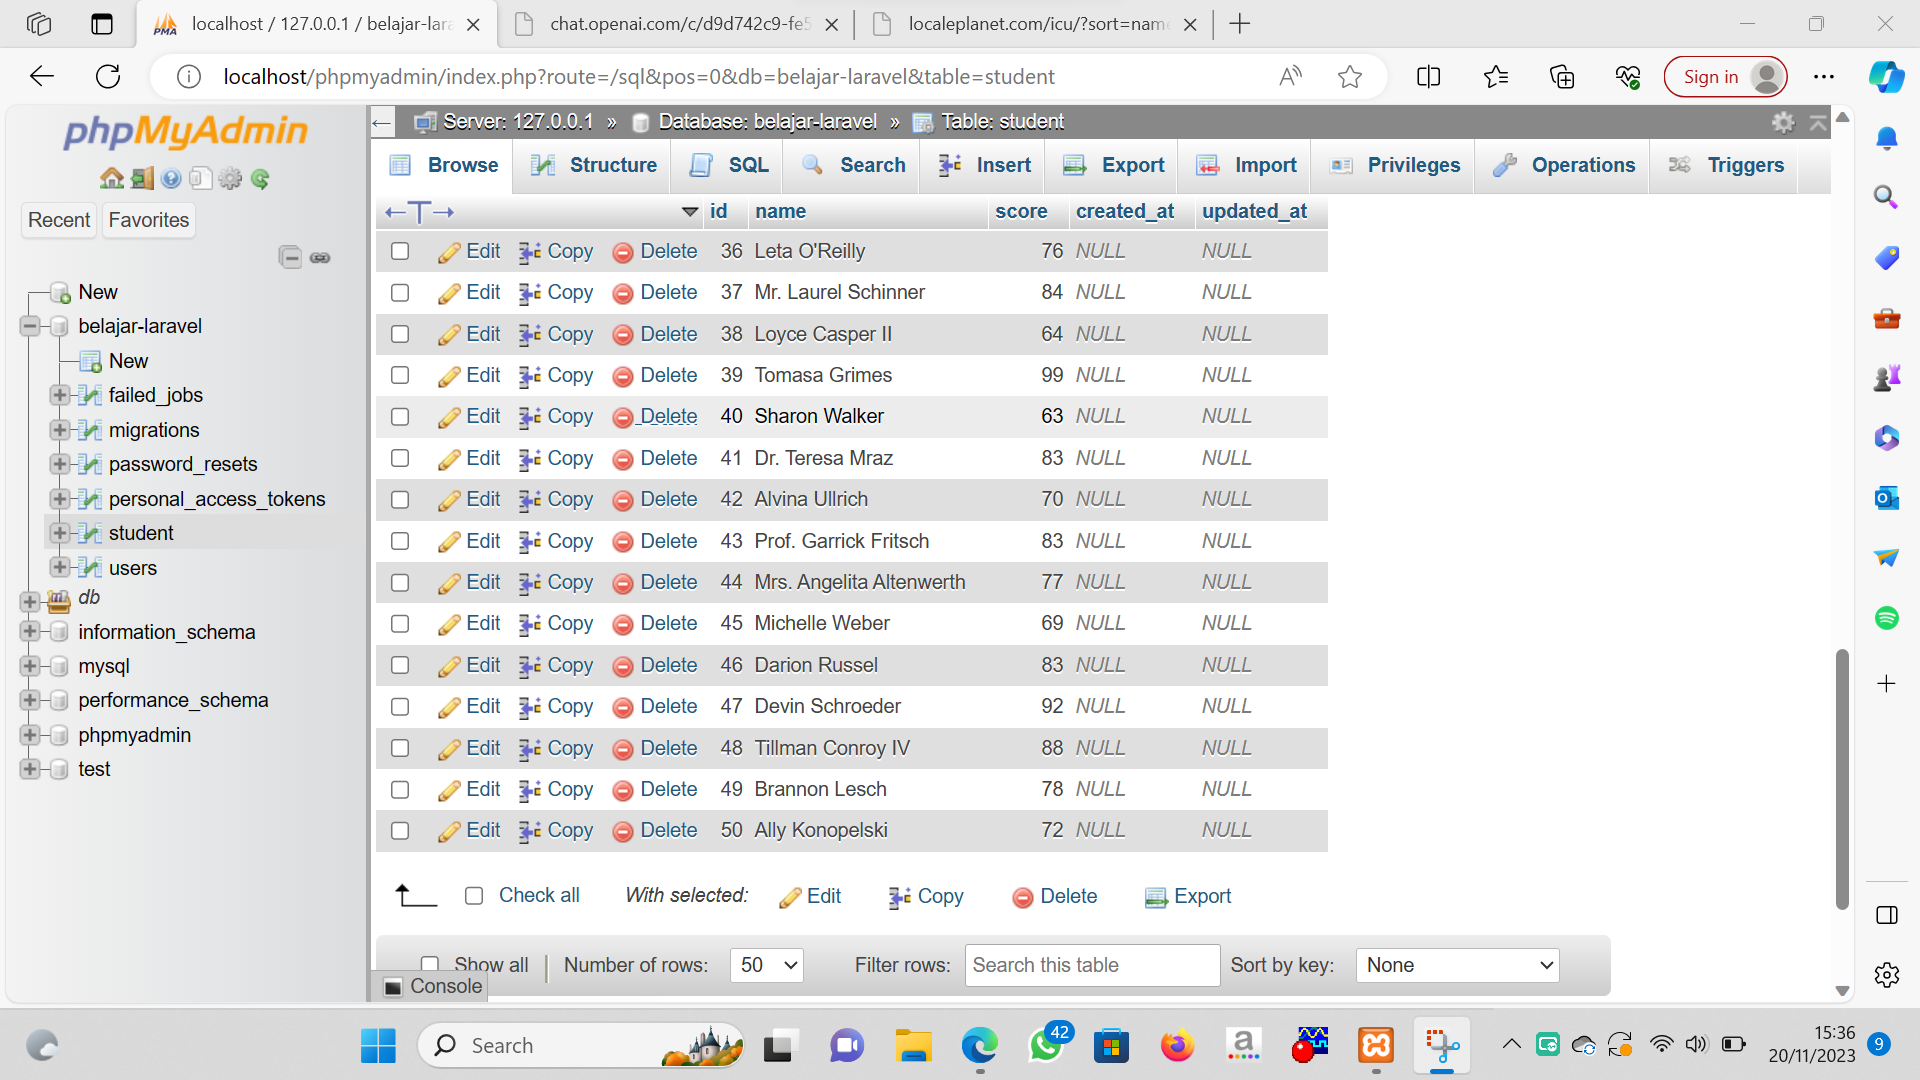 localhost / 127.0.0.1 / belajar-lara
chat.openai.com/c/d9d742c9-fe5
localeplanet.com/icu/?sort=name
localhost/phpmyadmin/index.php?route=/sql&pos=0&db=belajar-laravel&table=student
Sign in
phpMyAdmin
Recent Favorites
New
belajar-laravel
New
failed_jobs
migrations
password_resets
personal_access_tokens
student
users
db
information_schema
mysql
performance_schema
phpmyadmin
test
Server: 127.0.0.1 » Database: belajar-laravel » Table: student
Browse Structure SQL Search Insert Export Import Privileges Operations Triggers
id name score created_at updated_at
Edit Copy Delete 36 Leta O'Reilly 76 NULL NULL
Edit Copy Delete 37 Mr. Laurel Schinner 84 NULL NULL
Edit Copy Delete 38 Loyce Casper II 64 NULL NULL
Edit Copy Delete 39 Tomasa Grimes 99 NULL NULL
Edit Copy Delete 40 Sharon Walker 63 NULL NULL
Edit Copy Delete 41 Dr. Teresa Mraz 83 NULL NULL
Edit Copy Delete 42 Alvina Ullrich 70 NULL NULL
Edit Copy Delete 43 Prof. Garrick Fritsch 83 NULL NULL
Edit Copy Delete 44 Mrs. Angelita Altenwerth 77 NULL NULL
Edit Copy Delete 45 Michelle Weber 69 NULL NULL
Edit Copy Delete 46 Darion Russel 83 NULL NULL
Edit Copy Delete 47 Devin Schroeder 92 NULL NULL
Edit Copy Delete 48 Tillman Conroy IV 88 NULL NULL
Edit Copy Delete 49 Brannon Lesch 78 NULL NULL
Edit Copy Delete 50 Ally Konopelski 72 NULL NULL
Check all With selected: Edit Copy Delete Export
Show all Number of rows: 50 Filter rows: Search this table Sort by key: None
Console
Search
42
15:36
20/11/2023
9